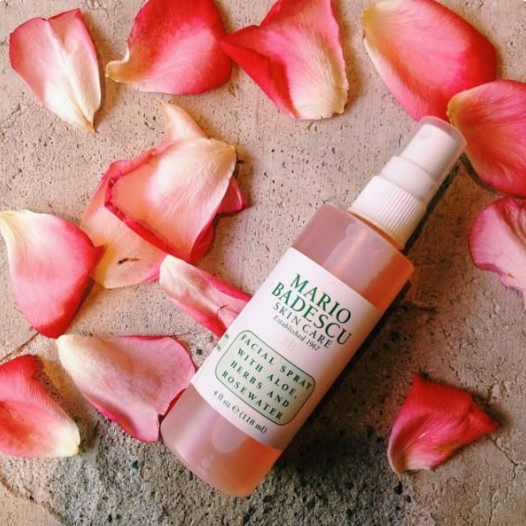 MARIO
BADESCU
SKIN CARE
Established 1967
FACIAL SPRAY
WITH ALOE,
HERBS AND
ROSEWATER
4 fl oz ℮ (118 ml)